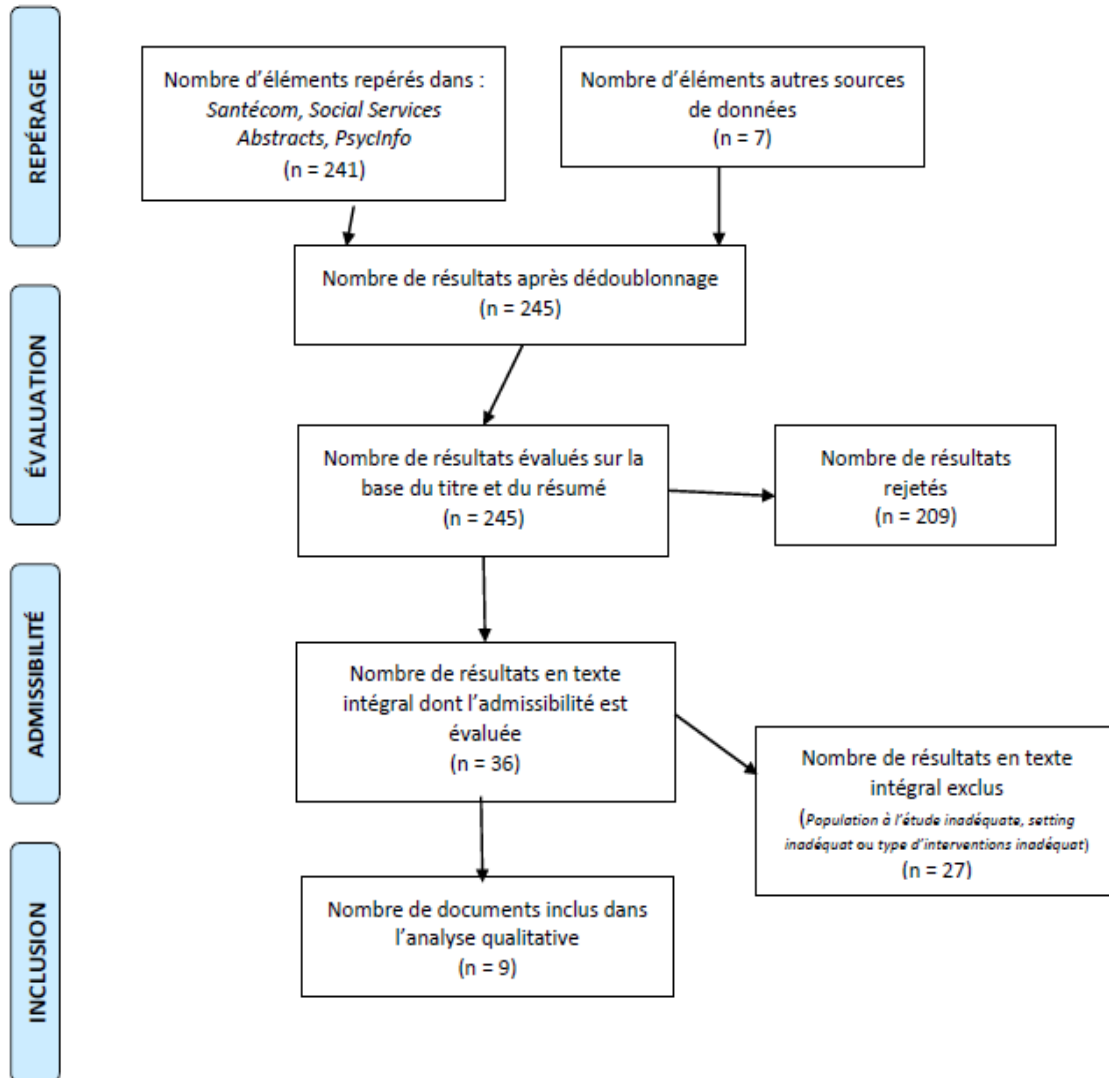 REPÉRAGE
Nombre d'éléments repérés dans :
Santécom, Social Services
Abstracts, PsycInfo
(n = 241)
Nombre d'éléments autres sources
de données
(n = 7)
Nombre de résultats après dédoublonnage
(n = 245)
ÉVALUATION
Nombre de résultats évalués sur la
base du titre et du résumé
(n = 245)
Nombre de résultats
rejetés
(n = 209)
ADMISSIBILITÉ
Nombre de résultats en texte
intégral dont l'admissibilité est
évaluée
(n = 36)
Nombre de résultats en texte
intégral exclus
(Population à l'étude inadéquate, setting
inadéquat ou type d'interventions inadéquat)
(n = 27)
INCLUSION
Nombre de documents inclus dans
l'analyse qualitative
(n = 9)